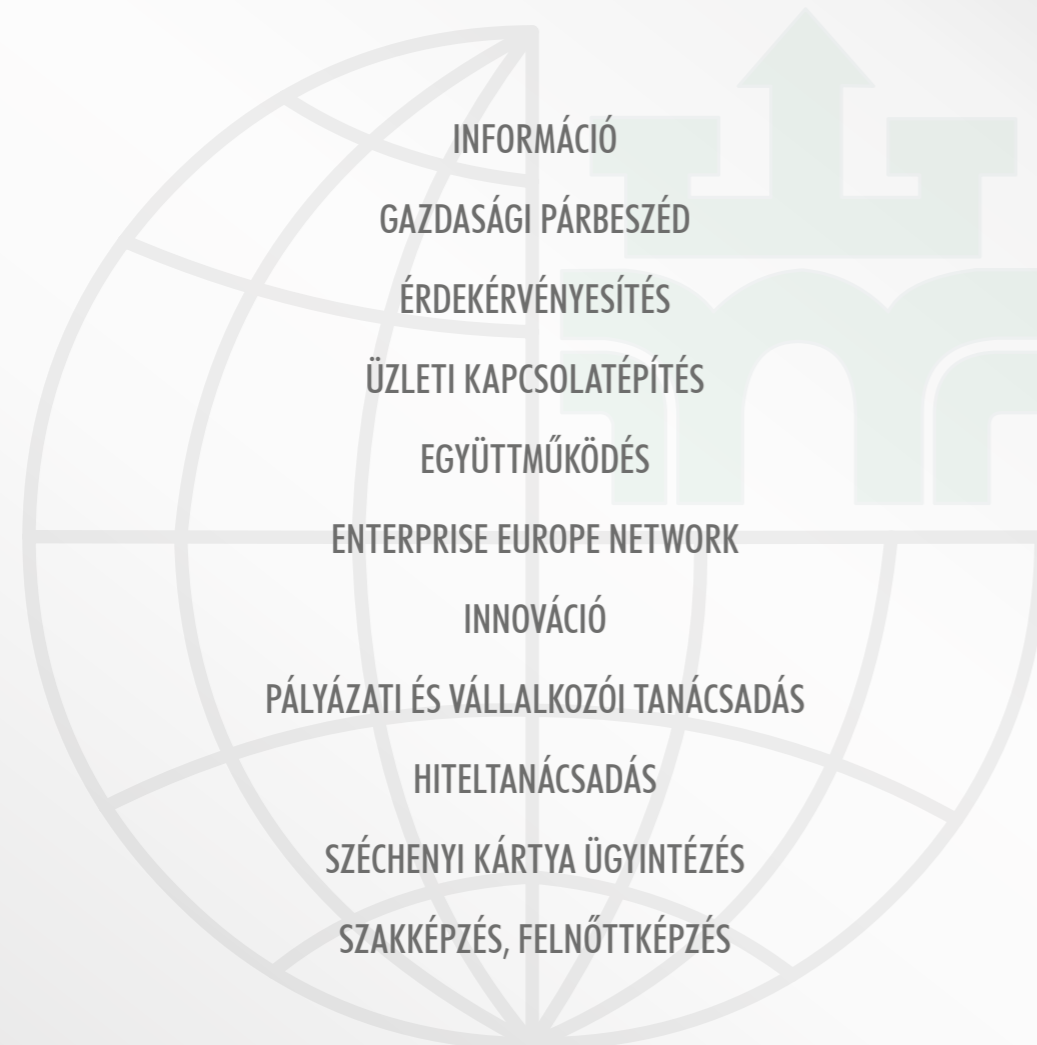 INFORMÁCIÓ
GAZDASÁGI PÁRBESZÉD
ÉRDEKÉRVÉNYESÍTÉS
ÜZLETI KAPCSOLATÉPÍTÉS
EGYÜTTMŰKÖDÉS
ENTERPRISE EUROPE NETWORK
INNOVÁCIÓ
PÁLYÁZATI ÉS VÁLLALKOZÓI TANÁCSADÁS
HITELTANÁCSADÁS
SZÉCHENYI KÁRTYA ÜGYINTÉZÉS
SZAKKÉPZÉS, FELNŐTTKÉPZÉS